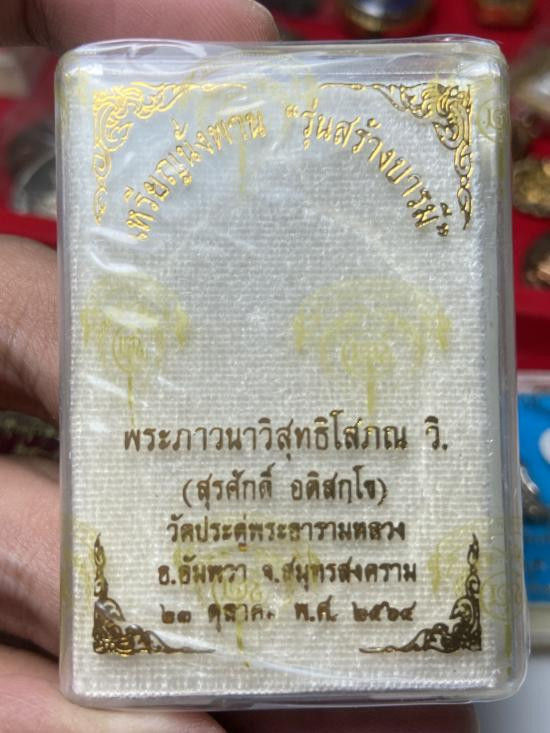 เหรียญนั่งพาน "รุ่นสร้างบารมี"
พระภาวนาวิสุทธิโสภณ วิ.
(สุรศักดิ์ อติสกฺโข)
วัดประดู่พระอารามหลวง
อ.อัมพวา จ.สมุทรสงคราม
๒๓ ตุลาคม พ.ศ. ๒๕๖๔